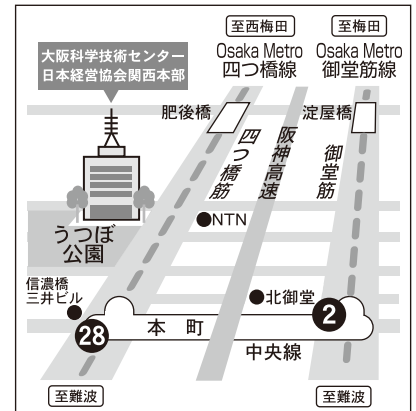 至西梅田
至梅田
Osaka Metro
四つ橋線
Osaka Metro
御堂筋線
大阪科学技術センター
日本経営協会関西本部
肥後橋
淀屋橋
四つ橋筋
阪神高速
御堂筋
NTN
うつぼ
公園
信濃橋
三井ビル
北御堂
2
28
本町
中央線
至難波
至難波